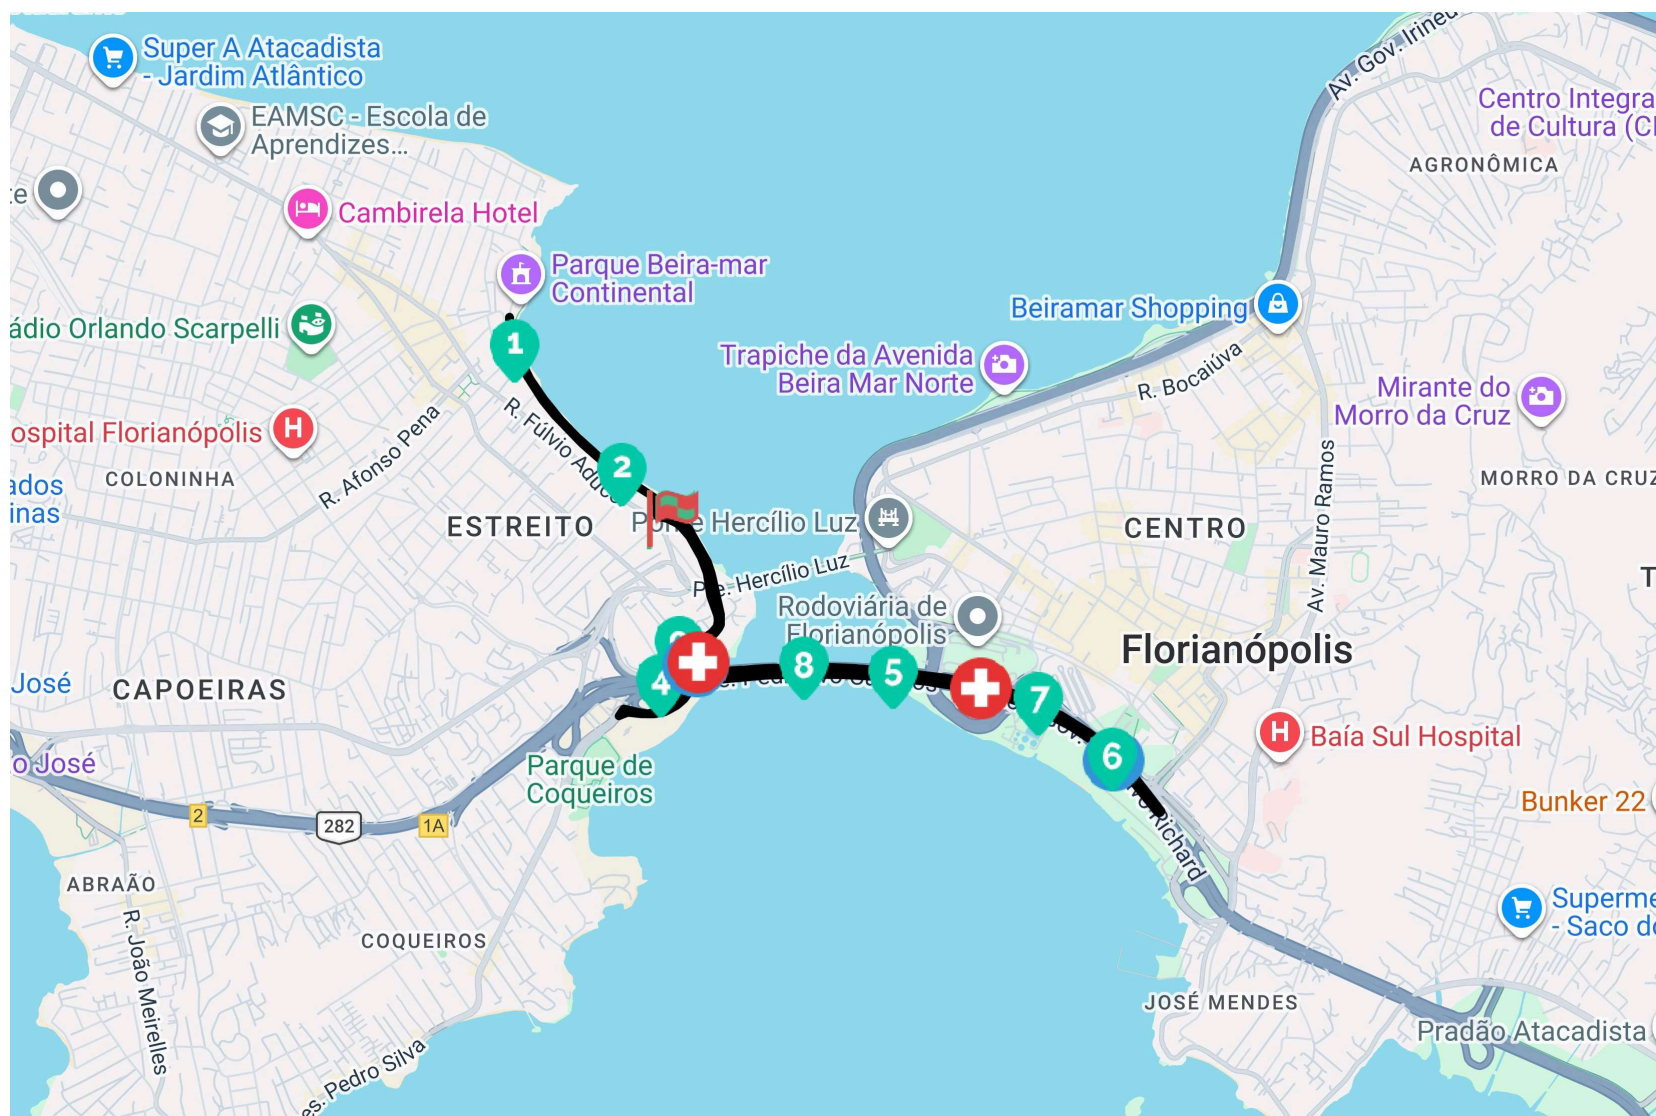 Super A Atacadista
- Jardim Atlântico
EAMSC - Escola de
Aprendizes...
Cambirela Hotel
Parque Beira-mar
Continental
ádio Orlando Scarpelli
ospital Florianópolis
COLONINHA
R. Afonso Pena
R. Fúlvio Aducci
ados
inas
ESTREITO
1
2
Ponte Hercílio Luz
Pte. Hercílio Luz
Av. Gov. Irineu
Centro Integra
de Cultura (CI
AGRONÔMICA
Beiramar Shopping
Trapiche da Avenida
Beira Mar Norte
R. Bocaiúva
Mirante do
Morro da Cruz
MORRO DA CRUZ
Av. Mauro Ramos
CENTRO
Rodoviária de
Florianópolis
Florianópolis
José
CAPOEIRAS
4
8
5
7
6
H
H
o José
Parque de
Coqueiros
2
282
1A
Baía Sul Hospital
Bunker 22
Richard
ABRAÃO
R. João Meirelles
COQUEIROS
es. Pedro Silva
Superme
- Saco do
JOSÉ MENDES
Pradão Atacadista